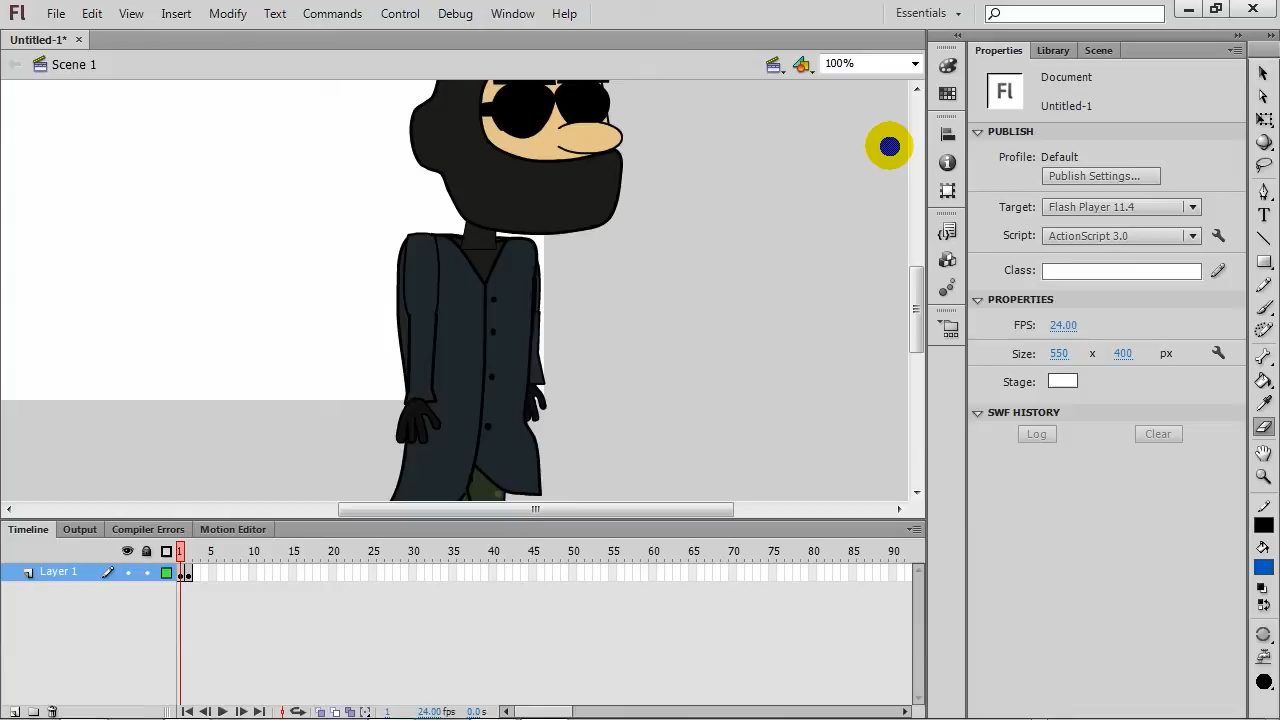 Fl File Edit View Insert Modify Text Commands Control Debug Window Help Essentials
Untitled-1*
Scene 1 100%
Properties Library Scene
Fl Document
Untitled-1
PUBLISH
Profile: Default
Publish Settings...
Target: Flash Player 11.4
Script: ActionScript 3.0
Class:
PROPERTIES
FPS: 24.00
Size: 550 x 400 px
Stage:
SWF HISTORY
Log Clear
Timeline Output Compiler Errors Motion Editor
1 5 10 15 20 25 30 35 40 45 50 55 60 65 70 75 80 85 90
Layer 1
1 24.00fps 0.0s